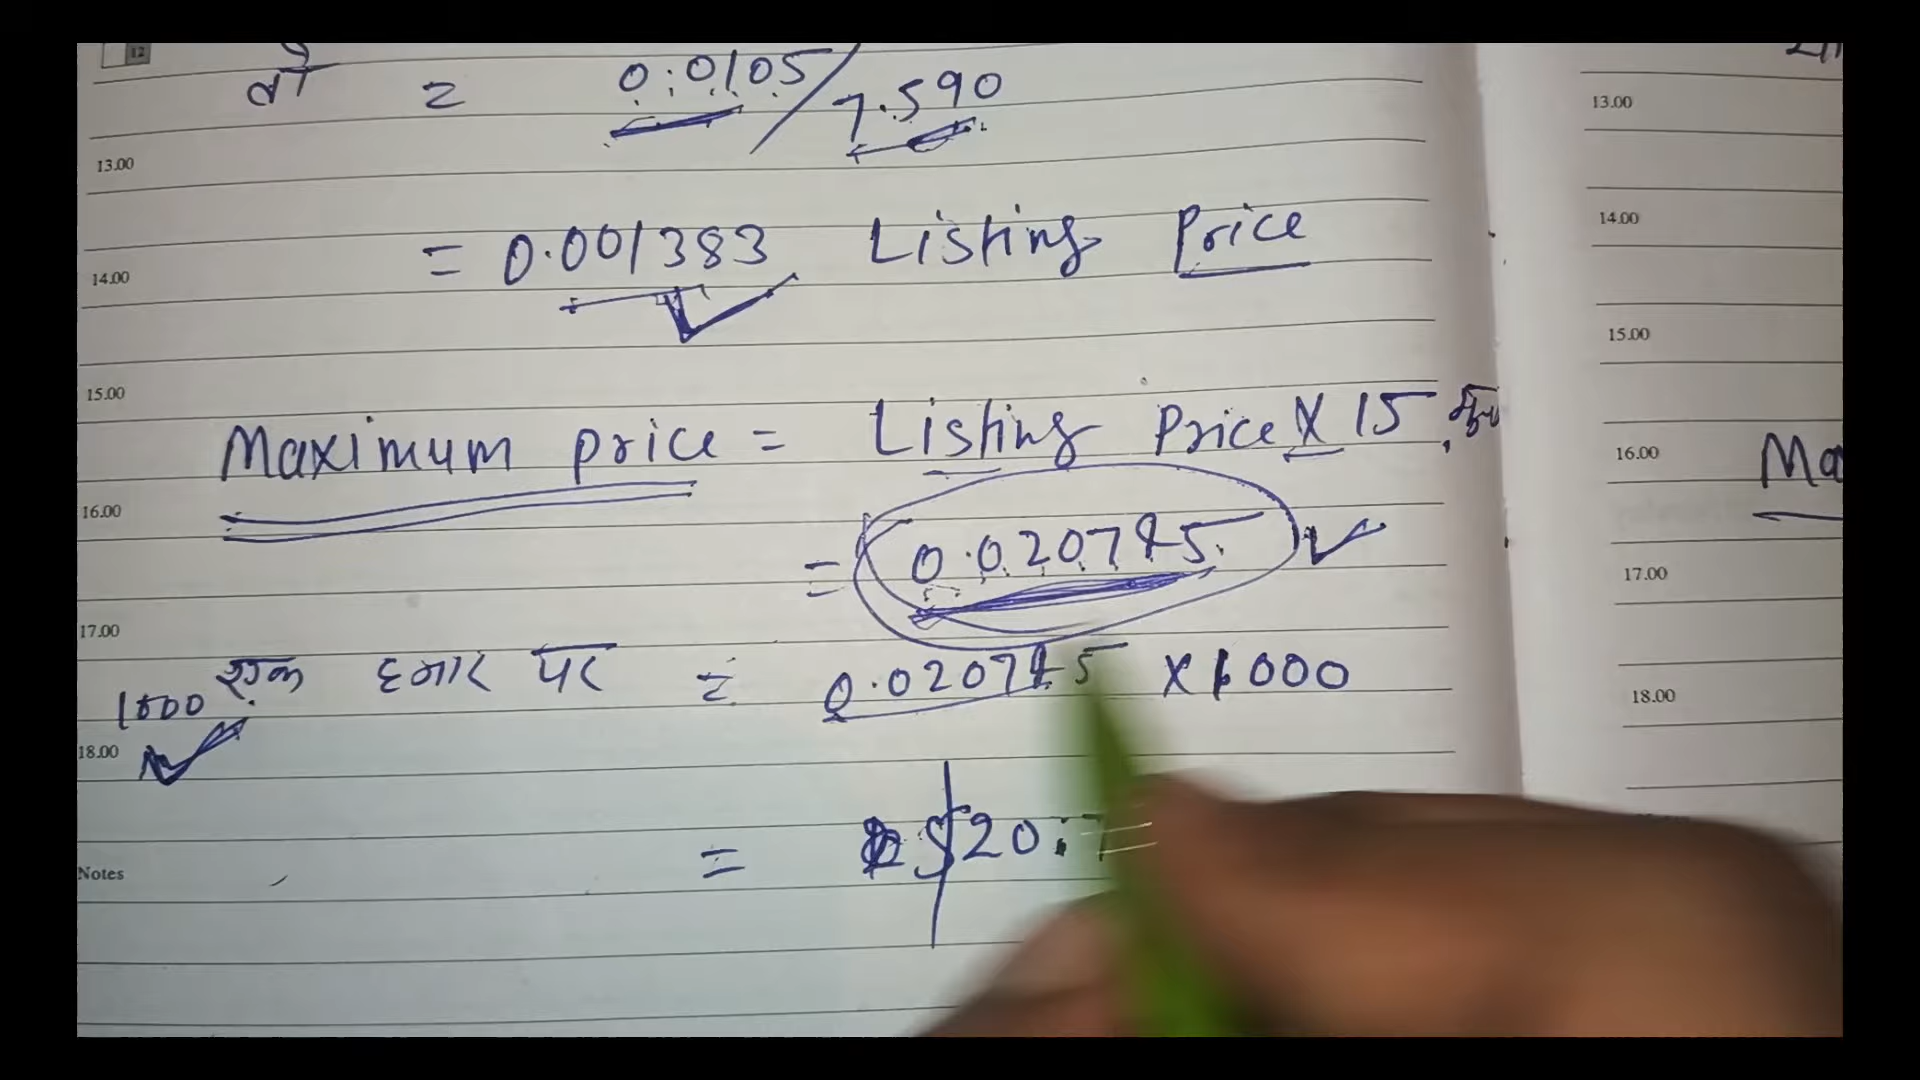 12
= 0.0105/7.590
13.00 13.00
= 0.001383 Listing Price
14.00 14.00
15.00 15.00
Maximum price = Listing Price X 15
16.00 16.00 Ma
= 0.020745
17.00 17.00
1000 एक हजार पर = 0.020745 X 1000
18.00 18.00
= $20.7
Notes